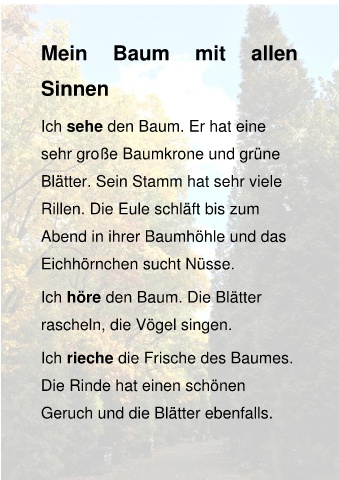 Mein Baum mit allen
Sinnen
Ich sehe den Baum. Er hat eine
sehr große Baumkrone und grüne
Blätter. Sein Stamm hat sehr viele
Rillen. Die Eule schläft bis zum
Abend in ihrer Baumhöhle und das
Eichhörnchen sucht Nüsse.
Ich höre den Baum. Die Blätter
rascheln, die Vögel singen.
Ich rieche die Frische des Baumes.
Die Rinde hat einen schönen
Geruch und die Blätter ebenfalls.